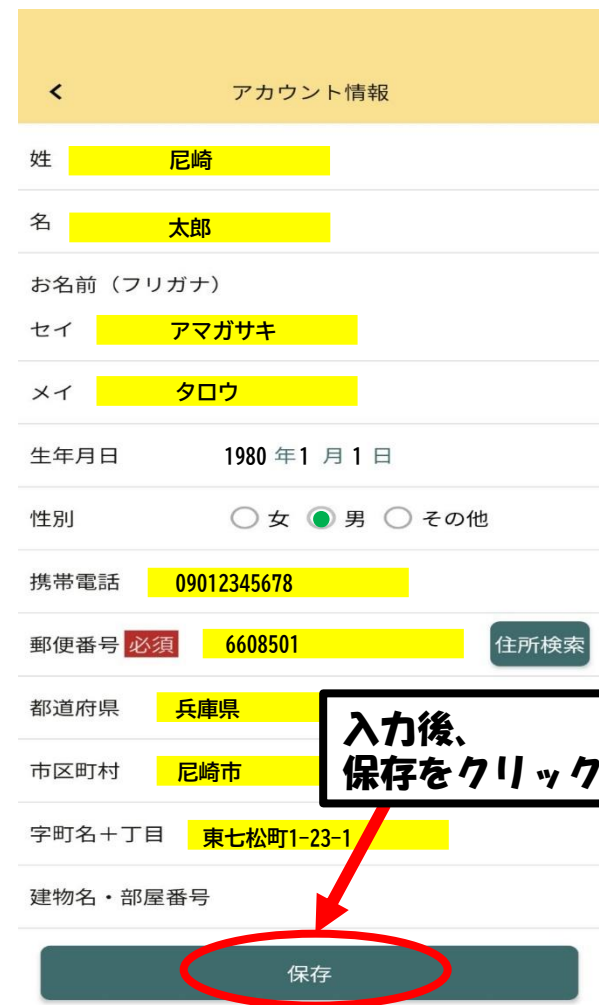 アカウント情報
姓 尼崎
名 太郎
お名前（フリガナ）
セイ アマガサキ
メイ タロウ
生年月日 1980 年 1 月 1 日
性別 女 男 その他
携帯電話 09012345678
郵便番号 必須 6608501 住所検索
都道府県 兵庫県
市区町村 尼崎市
入力後、
保存をクリック
字町名＋丁目 東七松町1-23-1
建物名・部屋番号
保存